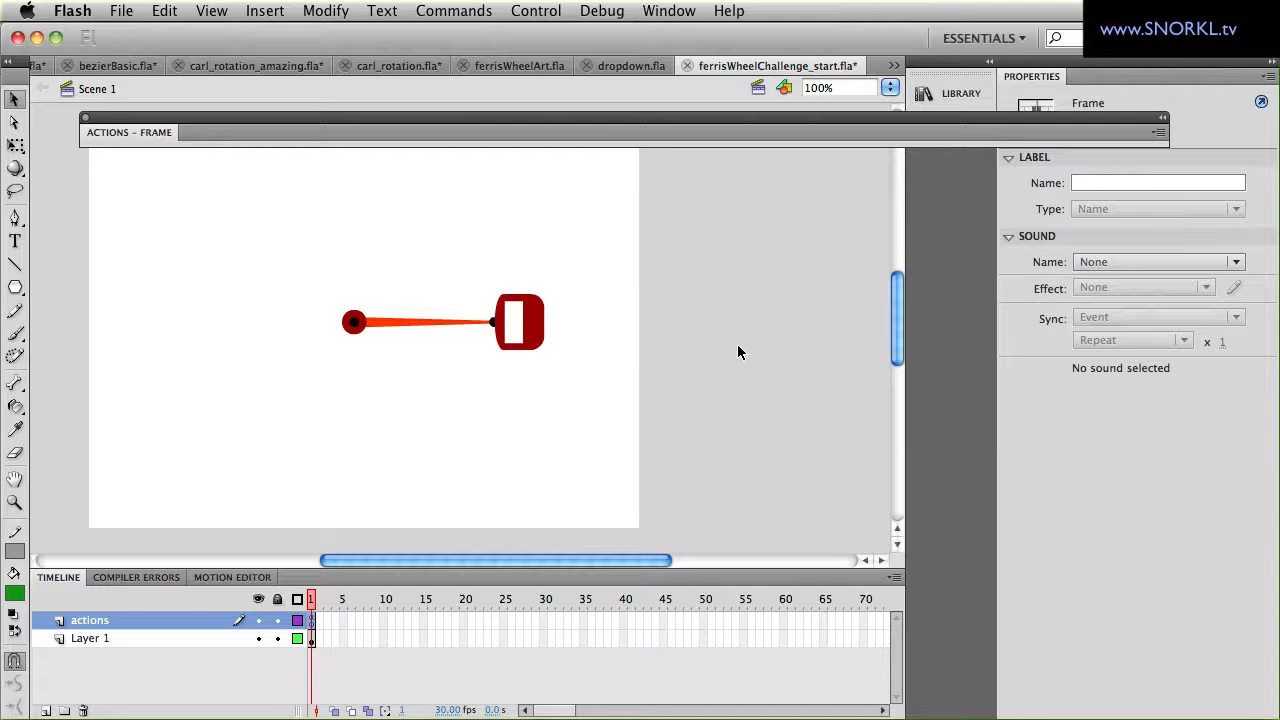 Flash File Edit View Insert Modify Text Commands Control Debug Window Help
www.SNORKL.tv
Fl
ESSENTIALS
fla* bezierBasic.fla* carl_rotation_amazing.fla* carl_rotation.fla* ferrisWheelArt.fla dropdown.fla ferrisWheelChallenge_start.fla* >>
PROPERTIES
Scene 1 100%
LIBRARY
Frame
ACTIONS - FRAME
LABEL
Name:
Type: Name
SOUND
Name: None
Effect: None
Sync: Event
Repeat x 1
No sound selected
TIMELINE COMPILER ERRORS MOTION EDITOR
1 5 10 15 20 25 30 35 40 45 50 55 60 65 70
actions
Layer 1
1 30.00 fps 0.0 s